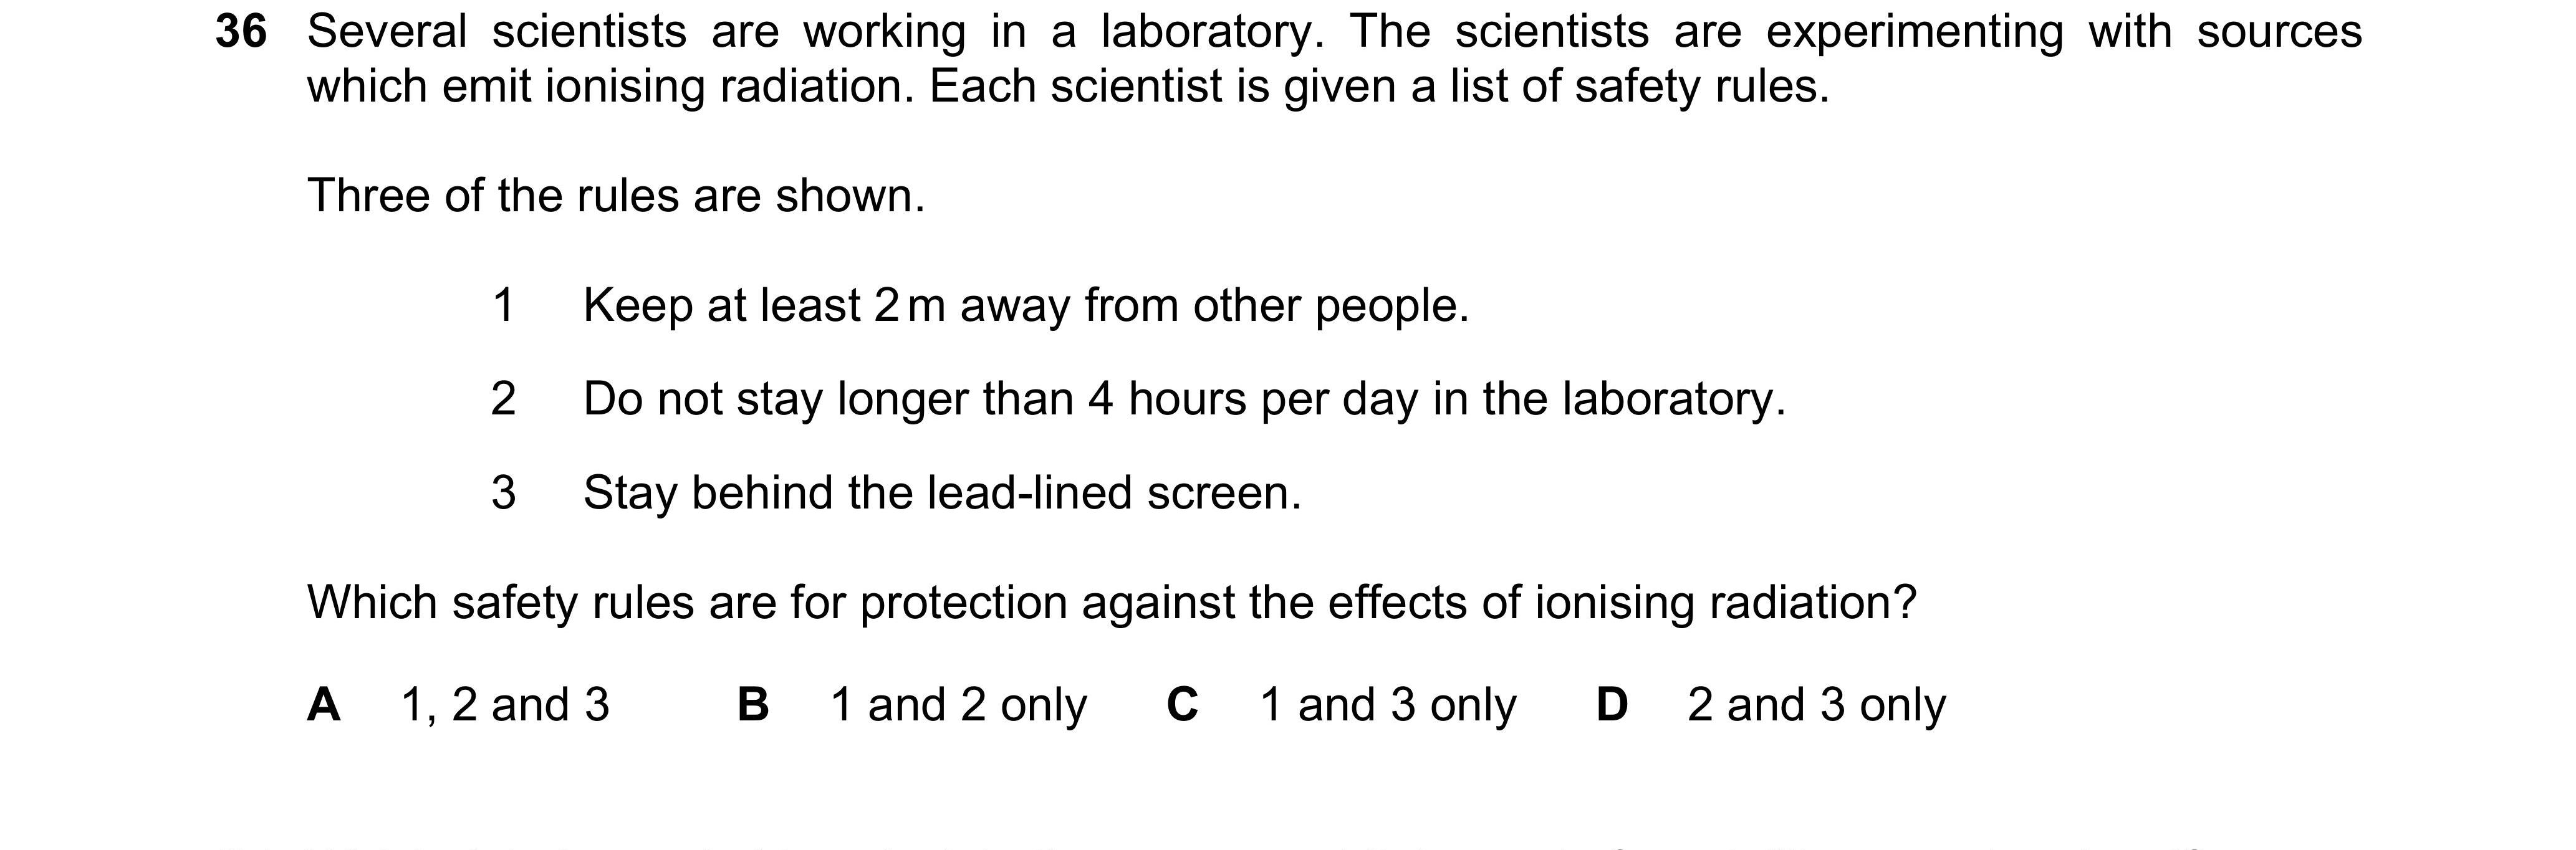 36 Several scientists are working in a laboratory. The scientists are experimenting with sources
which emit ionising radiation. Each scientist is given a list of safety rules.
Three of the rules are shown.
1 Keep at least 2 m away from other people.
2 Do not stay longer than 4 hours per day in the laboratory.
3 Stay behind the lead-lined screen.
Which safety rules are for protection against the effects of ionising radiation?
A 1, 2 and 3 B 1 and 2 only C 1 and 3 only D 2 and 3 only